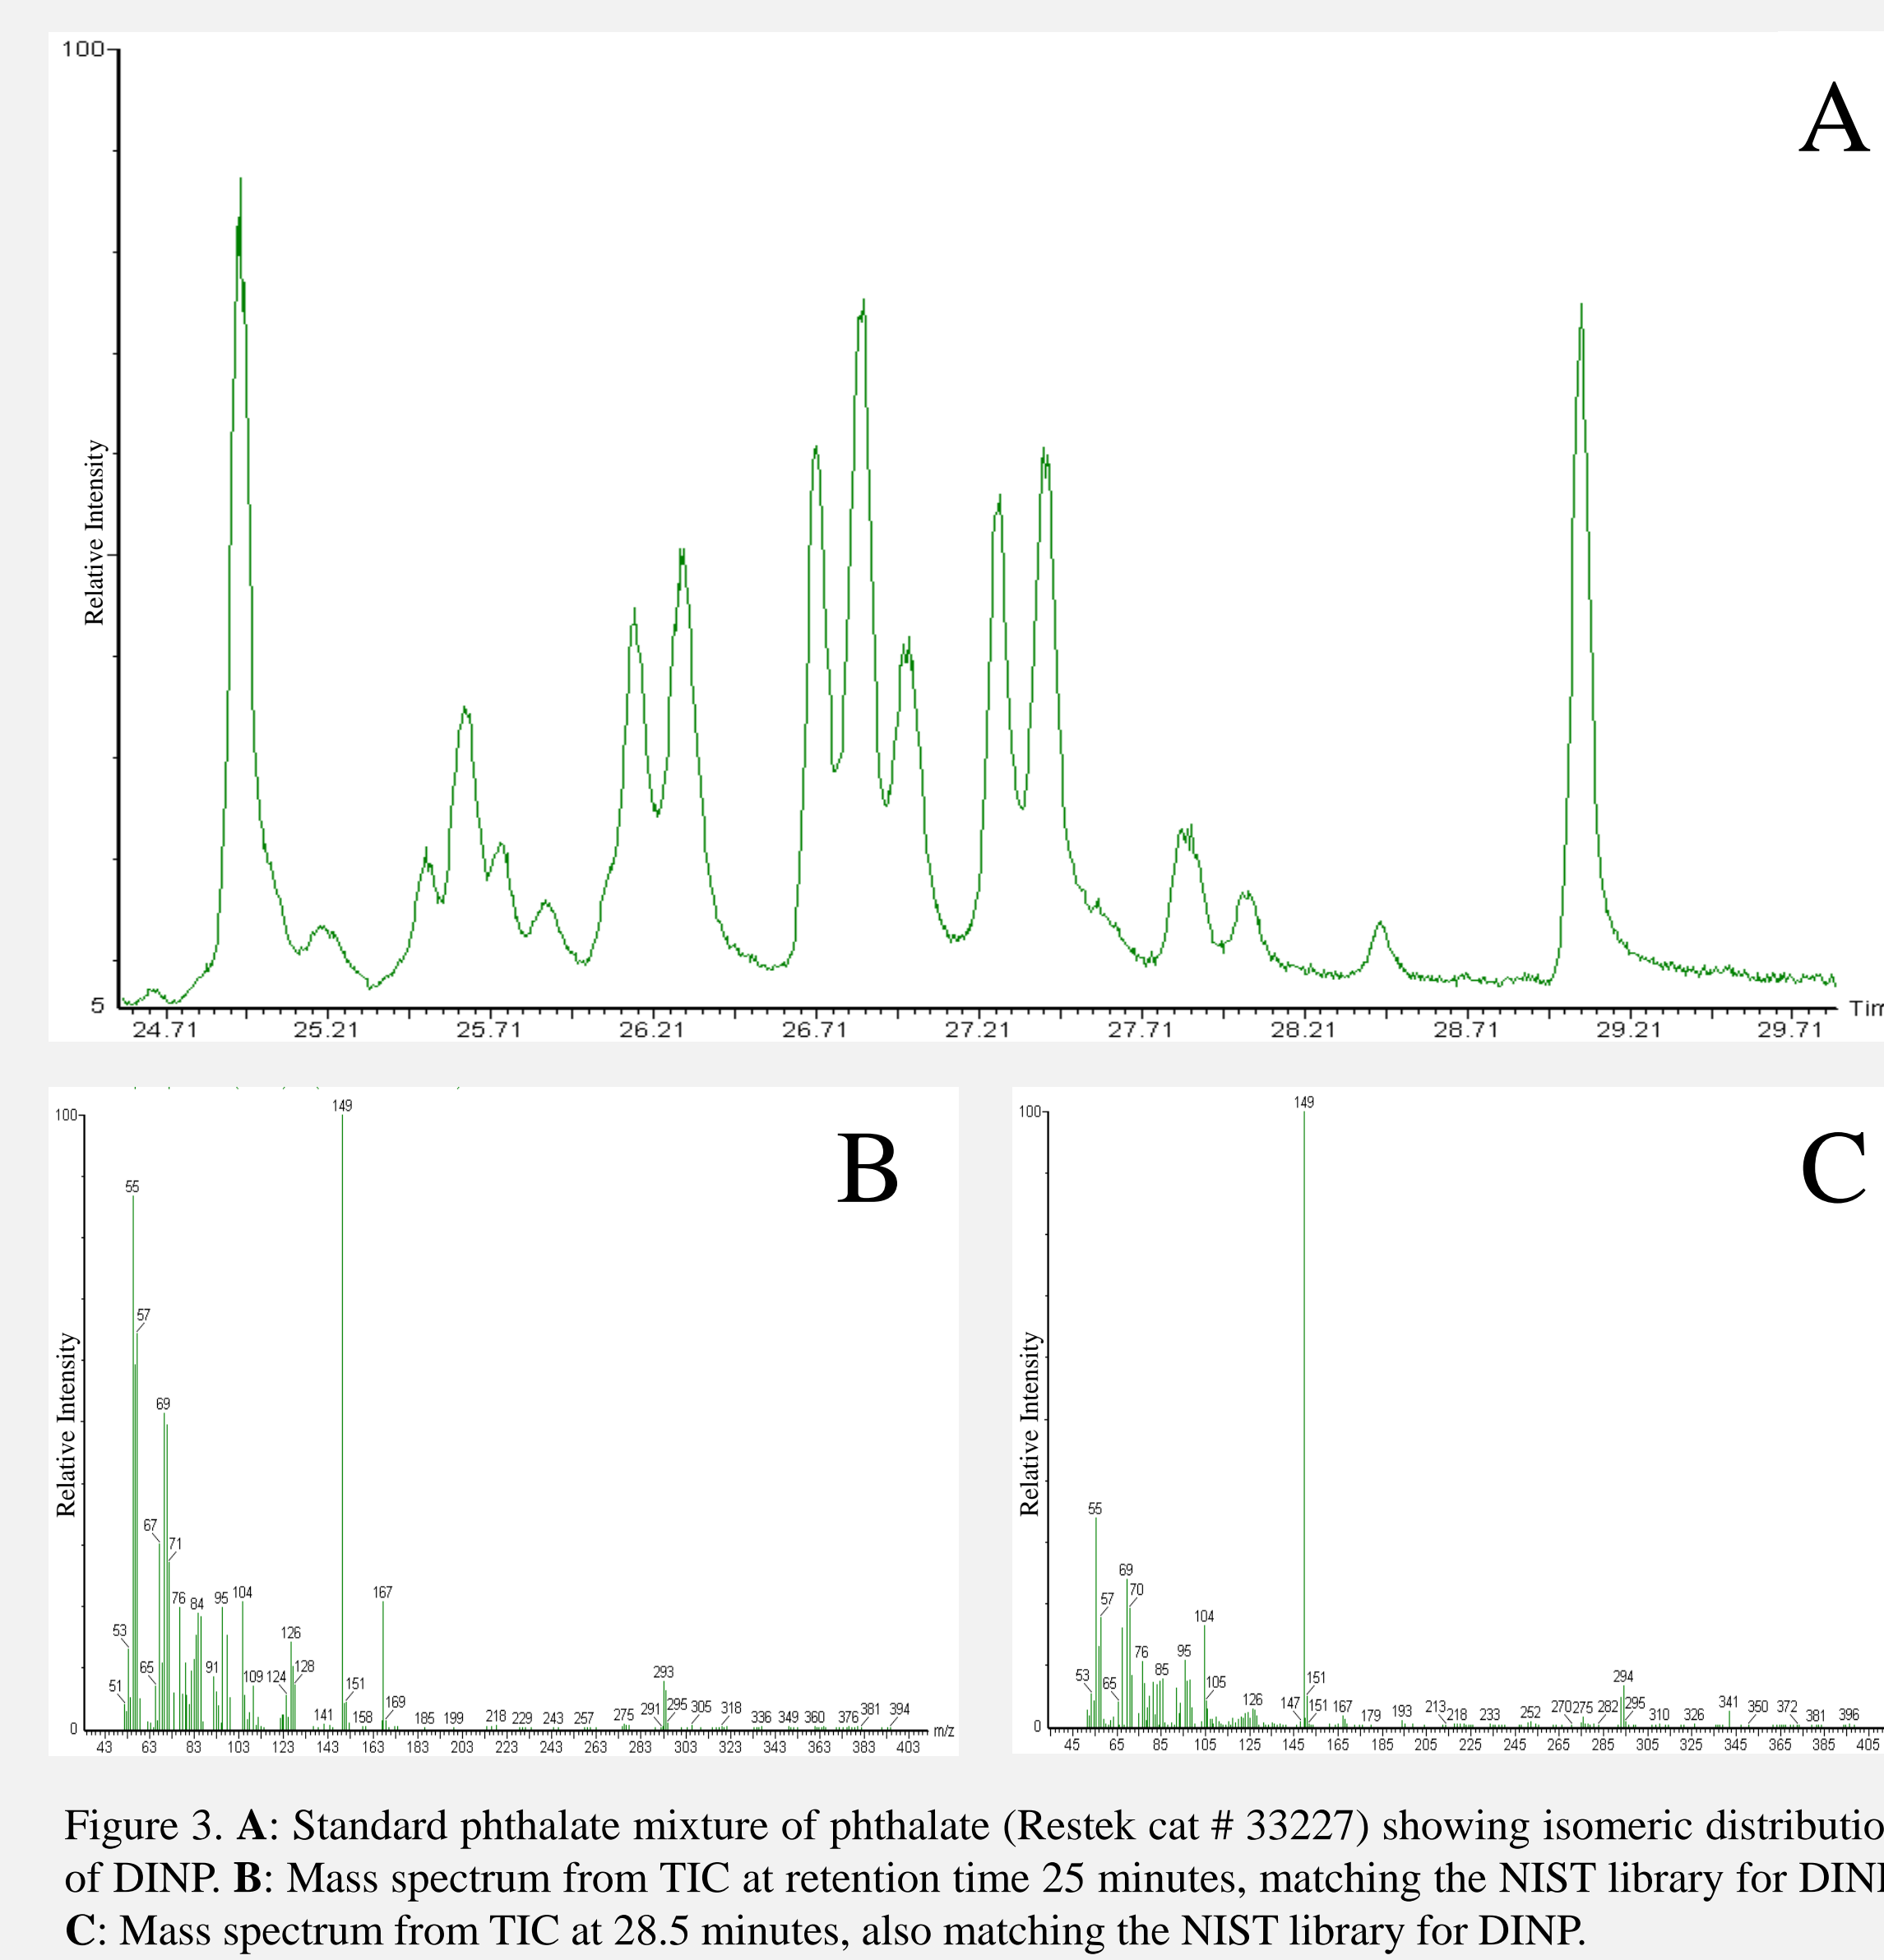 100
A
Relative Intensity
5
24.71 25.21 25.71 26.21 26.71 27.21 27.71 28.21 28.71 29.21 29.71
Tim
B
Relative Intensity
100
0
149
55
57
69
67
71
76 84 95 104
53
51
65
91
109 124
126
128
141
151
158
167
169
185 199 218 229 243 257 275 291
293
295 305 318 336 349 360 376 381 394
43 63 83 103 123 143 163 183 203 223 243 263 283 303 323 343 363 383 403
m/z
C
Relative Intensity
100
0
149
55
69
57 70
104
76 85 95
53 65
105
126
147
151
151 167
179 193 213 218 233 252 270 275 282
294
295 310 326
341
350 372 381 396
45 65 85 105 125 145 165 185 205 225 245 265 285 305 325 345 365 385 405
Figure 3. A: Standard phthalate mixture of phthalate (Restek cat # 33227) showing isomeric distributio
of DINP. B: Mass spectrum from TIC at retention time 25 minutes, matching the NIST library for DIN
C: Mass spectrum from TIC at 28.5 minutes, also matching the NIST library for DINP.